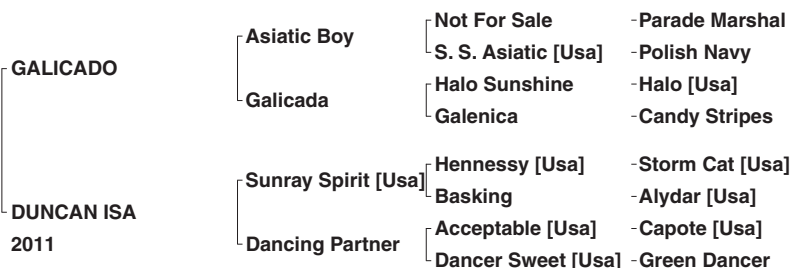 GALICADO
DUNCAN ISA
2011
Asiatic Boy
Galicada
Sunray Spirit [Usa]
Dancing Partner
Not For Sale
S. S. Asiatic [Usa]
Halo Sunshine
Galenica
Hennessy [Usa]
Basking
Acceptable [Usa]
Dancer Sweet [Usa]
-Parade Marshal
-Polish Navy
-Halo [Usa]
-Candy Stripes
-Storm Cat [Usa]
-Alydar [Usa]
-Capote [Usa]
-Green Dancer